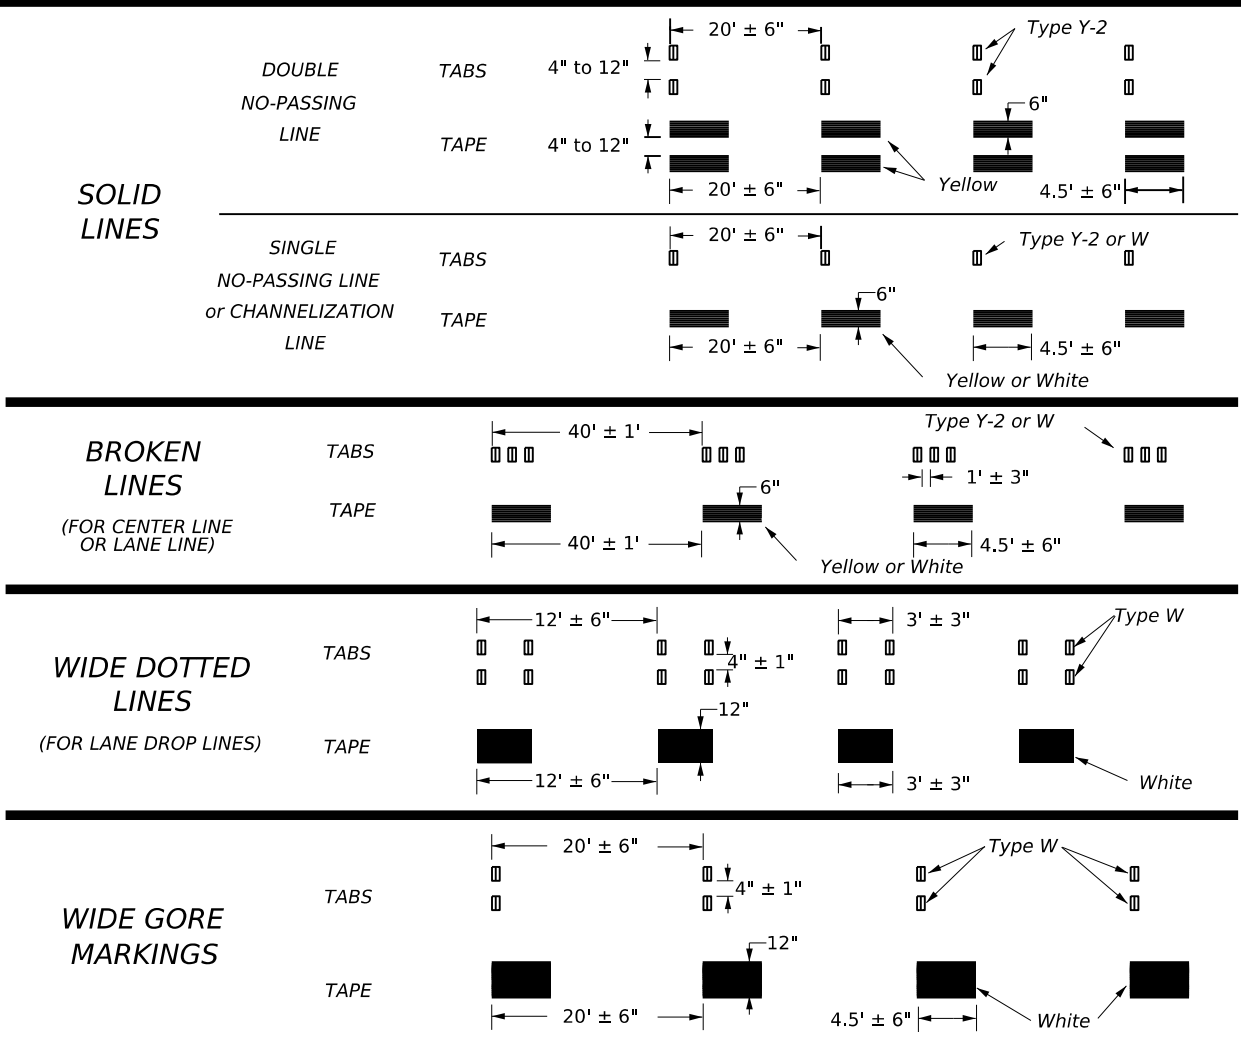 SOLID
LINES
DOUBLE
NO-PASSING
LINE
TABS
20' ± 6"
Type Y-2
4" to 12"
TAPE
4" to 12"
6"
Yellow
20' ± 6"
4.5' ± 6"
SINGLE
NO-PASSING LINE
or CHANNELIZATION
LINE
TABS
20' ± 6"
Type Y-2 or W
TAPE
6"
20' ± 6"
4.5' ± 6"
Yellow or White
BROKEN
LINES
(FOR CENTER LINE
OR LANE LINE)
TABS
40' ± 1'
Type Y-2 or W
1' ± 3"
TAPE
6"
40' ± 1'
4.5' ± 6"
Yellow or White
WIDE DOTTED
LINES
(FOR LANE DROP LINES)
TABS
12' ± 6"
3' ± 3"
Type W
4" ± 1"
TAPE
12"
12' ± 6"
3' ± 3"
White
WIDE GORE
MARKINGS
TABS
20' ± 6"
Type W
4" ± 1"
TAPE
12"
20' ± 6"
4.5' ± 6"
White